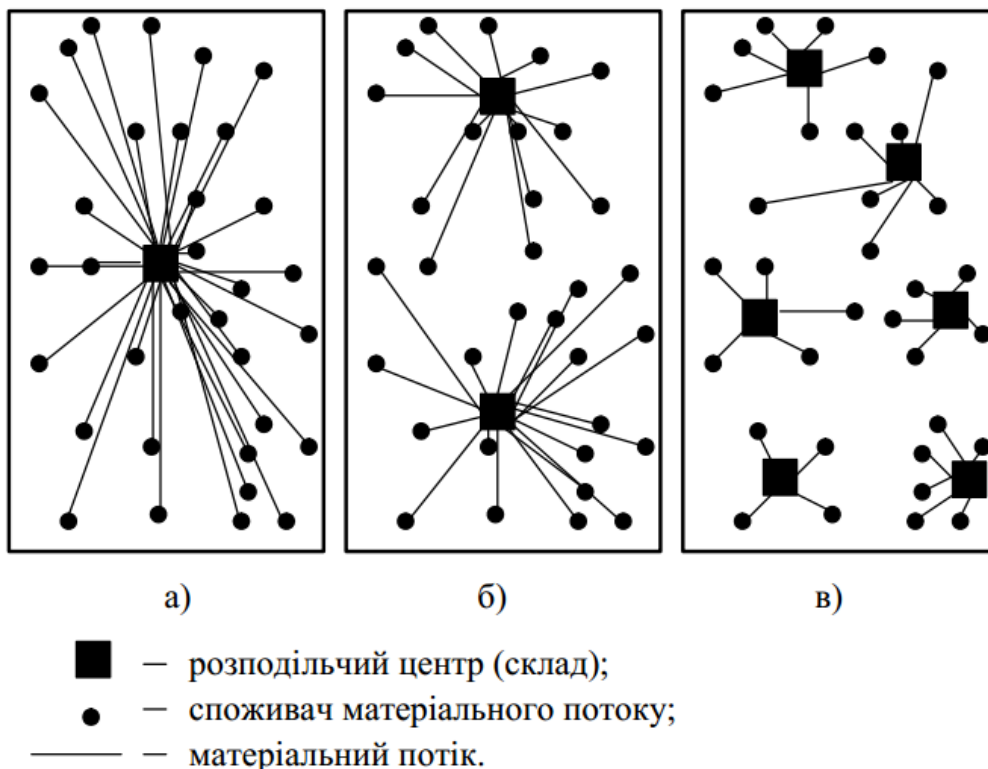 а) б) в)
– розподільчий центр (склад);
– споживач матеріального потоку;
– матеріальний потік.